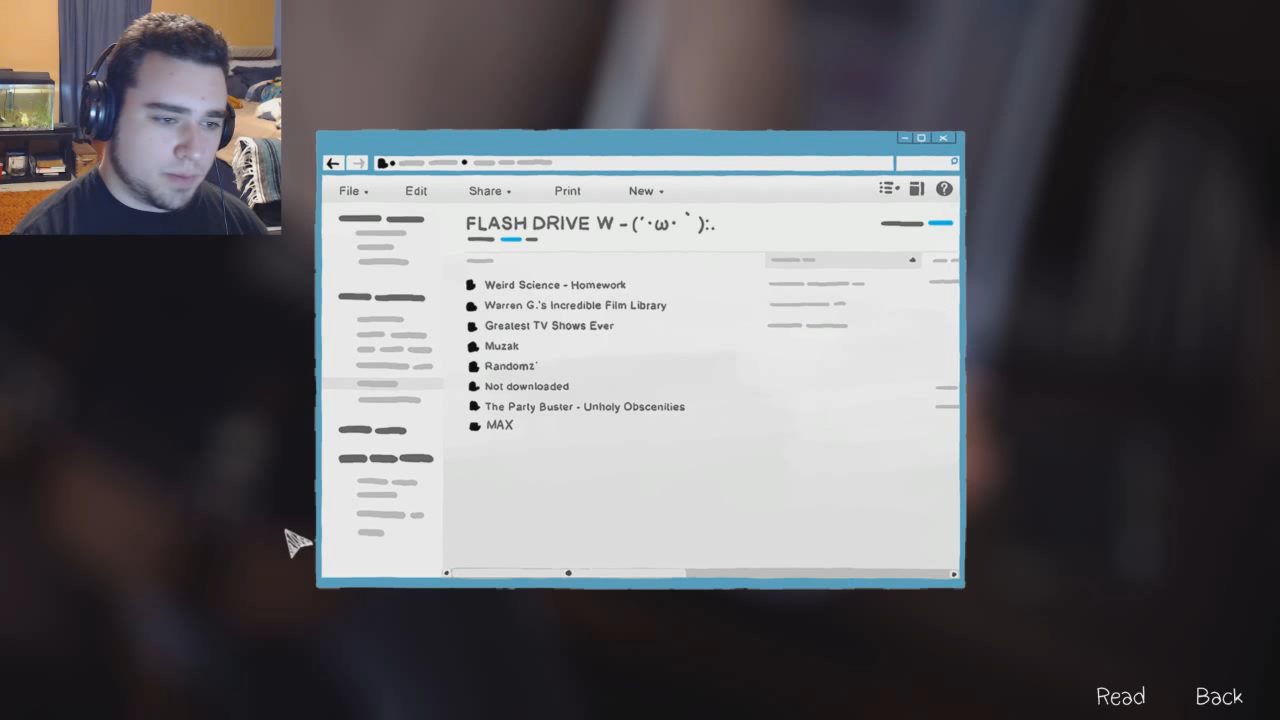 File Edit Share Print New
FLASH DRIVE W -(´･ω･`):.
Weird Science - Homework
Warren G.'s Incredible Film Library
Greatest TV Shows Ever
Muzak
Randomz'
Not downloaded
The Party Buster - Unholy Obscenities
MAX
Read Back